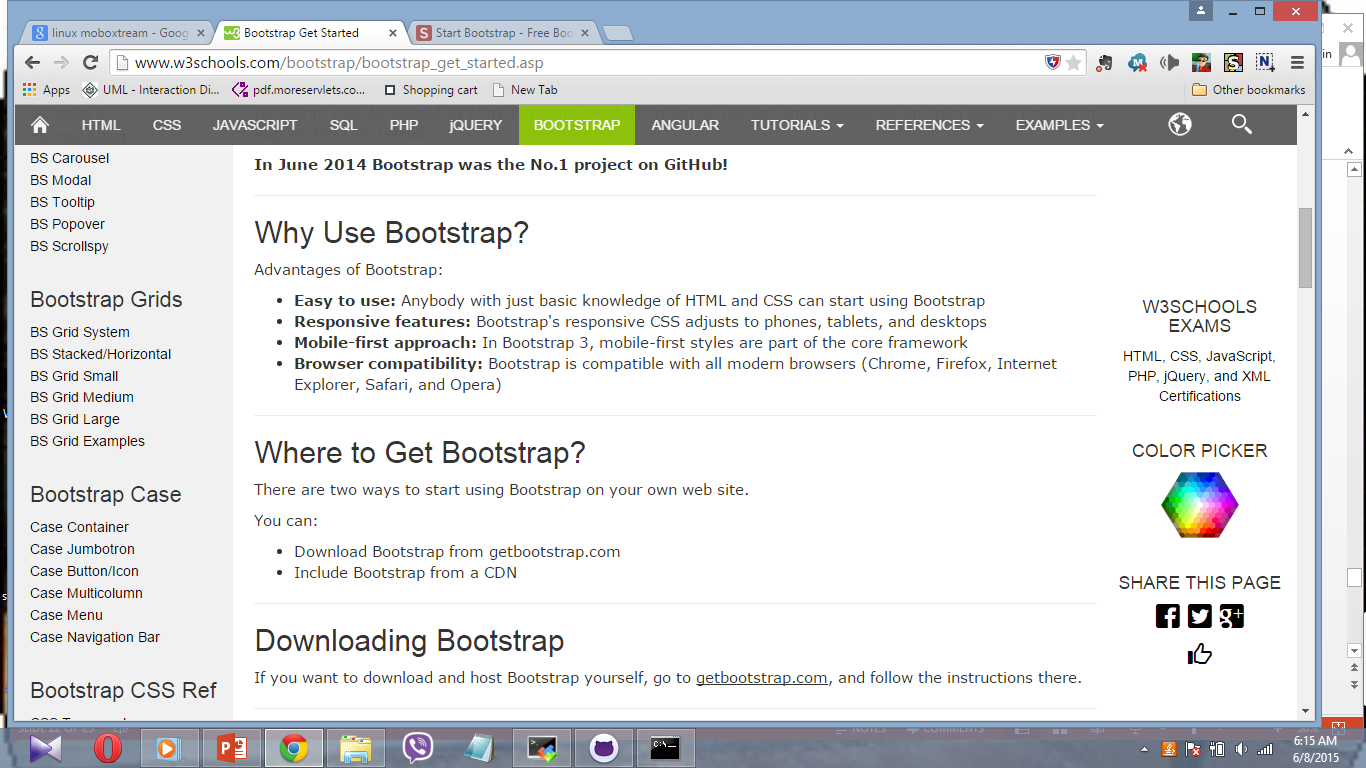 linux moboxtream - Goog
Bootstrap Get Started
Start Bootstrap - Free Boo
www.w3schools.com/bootstrap/bootstrap_get_started.asp
Apps
UML - Interaction Di...
pdf.moreservlets.co...
Shopping cart
New Tab
Other bookmarks
HTML CSS JAVASCRIPT SQL PHP jQUERY BOOTSTRAP ANGULAR TUTORIALS REFERENCES EXAMPLES
BS Carousel
BS Modal
BS Tooltip
BS Popover
BS Scrollspy
Bootstrap Grids
BS Grid System
BS Stacked/Horizontal
BS Grid Small
BS Grid Medium
BS Grid Large
BS Grid Examples
Bootstrap Case
Case Container
Case Jumbotron
Case Button/Icon
Case Multicolumn
Case Menu
Case Navigation Bar
Bootstrap CSS Ref
In June 2014 Bootstrap was the No.1 project on GitHub!
Why Use Bootstrap?
Advantages of Bootstrap:
Easy to use: Anybody with just basic knowledge of HTML and CSS can start using Bootstrap
Responsive features: Bootstrap's responsive CSS adjusts to phones, tablets, and desktops
Mobile-first approach: In Bootstrap 3, mobile-first styles are part of the core framework
Browser compatibility: Bootstrap is compatible with all modern browsers (Chrome, Firefox, Internet
Explorer, Safari, and Opera)
Where to Get Bootstrap?
There are two ways to start using Bootstrap on your own web site.
You can:
Download Bootstrap from getbootstrap.com
Include Bootstrap from a CDN
Downloading Bootstrap
If you want to download and host Bootstrap yourself, go to getbootstrap.com, and follow the instructions there.
W3SCHOOLS
EXAMS
HTML, CSS, JavaScript,
PHP, jQuery, and XML
Certifications
COLOR PICKER
SHARE THIS PAGE
SLIDE 22 OF 25
NOTES
COMMENTS
50%
6:15 AM
6/8/2015